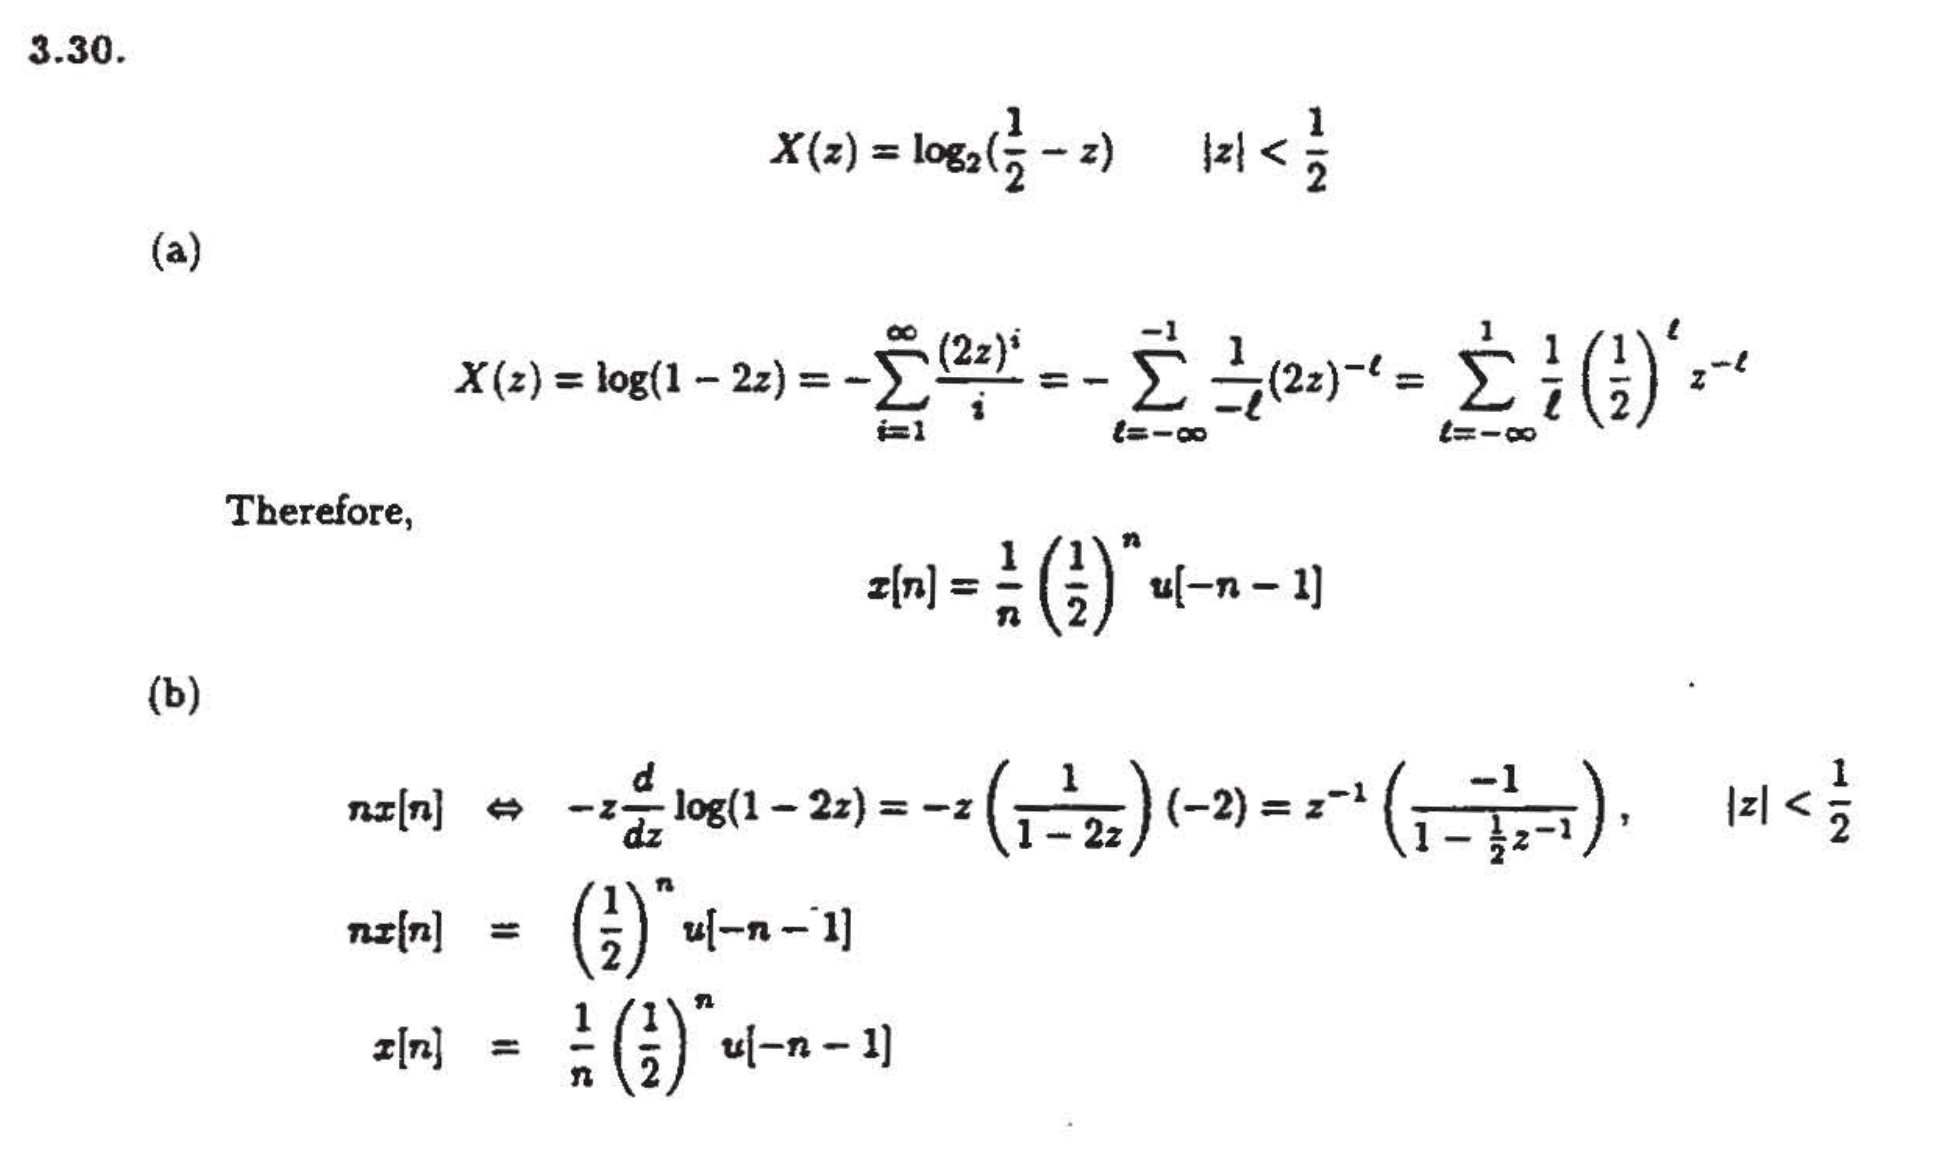 3.30.
X(z) = log₂(1/2 − z)    |z| < 1/2
(a)
X(z) = log(1 − 2z) = −∑_{i=1}^{∞} (2z)^i / i = −∑_{ℓ=−∞}^{−1} 1/(−ℓ) (2z)^{−ℓ} = ∑_{ℓ=−∞}^{1} 1/ℓ (1/2)^ℓ z^{−ℓ}
Therefore,
x[n] = 1/n (1/2)^n u[−n − 1]
(b)
nx[n] ⇔ −z d/dz log(1 − 2z) = −z (1/(1 − 2z)) (−2) = z^{−1} (−1/(1 − 1/2 z^{−1})),    |z| < 1/2
nx[n] = (1/2)^n u[−n − 1]
x[n] = 1/n (1/2)^n u[−n − 1]